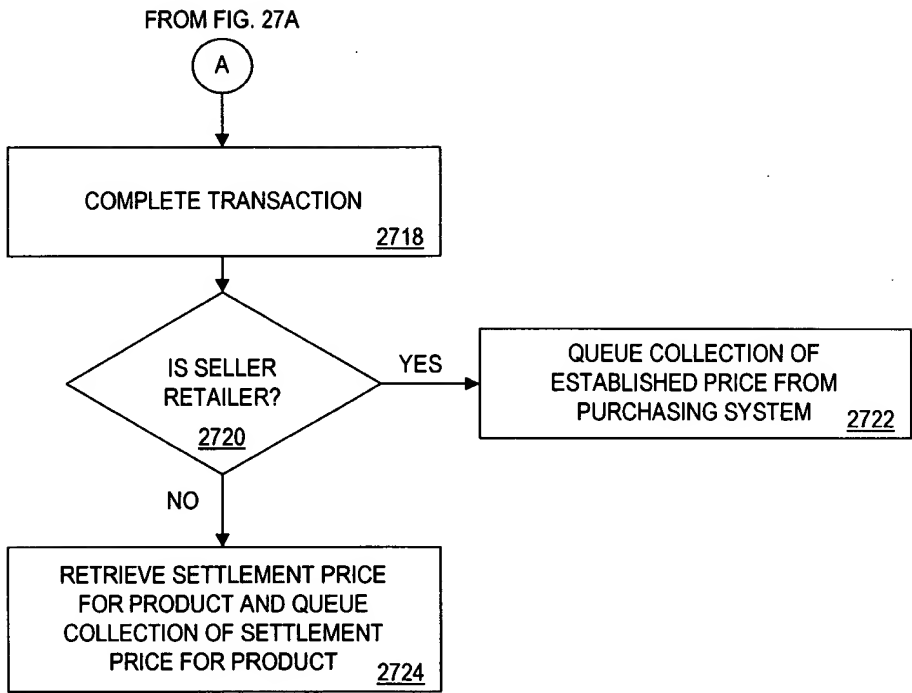 FROM FIG. 27A
A
COMPLETE TRANSACTION
2718
IS SELLER
RETAILER?
2720
YES
QUEUE COLLECTION OF
ESTABLISHED PRICE FROM
PURCHASING SYSTEM
2722
NO
RETRIEVE SETTLEMENT PRICE
FOR PRODUCT AND QUEUE
COLLECTION OF SETTLEMENT
PRICE FOR PRODUCT
2724